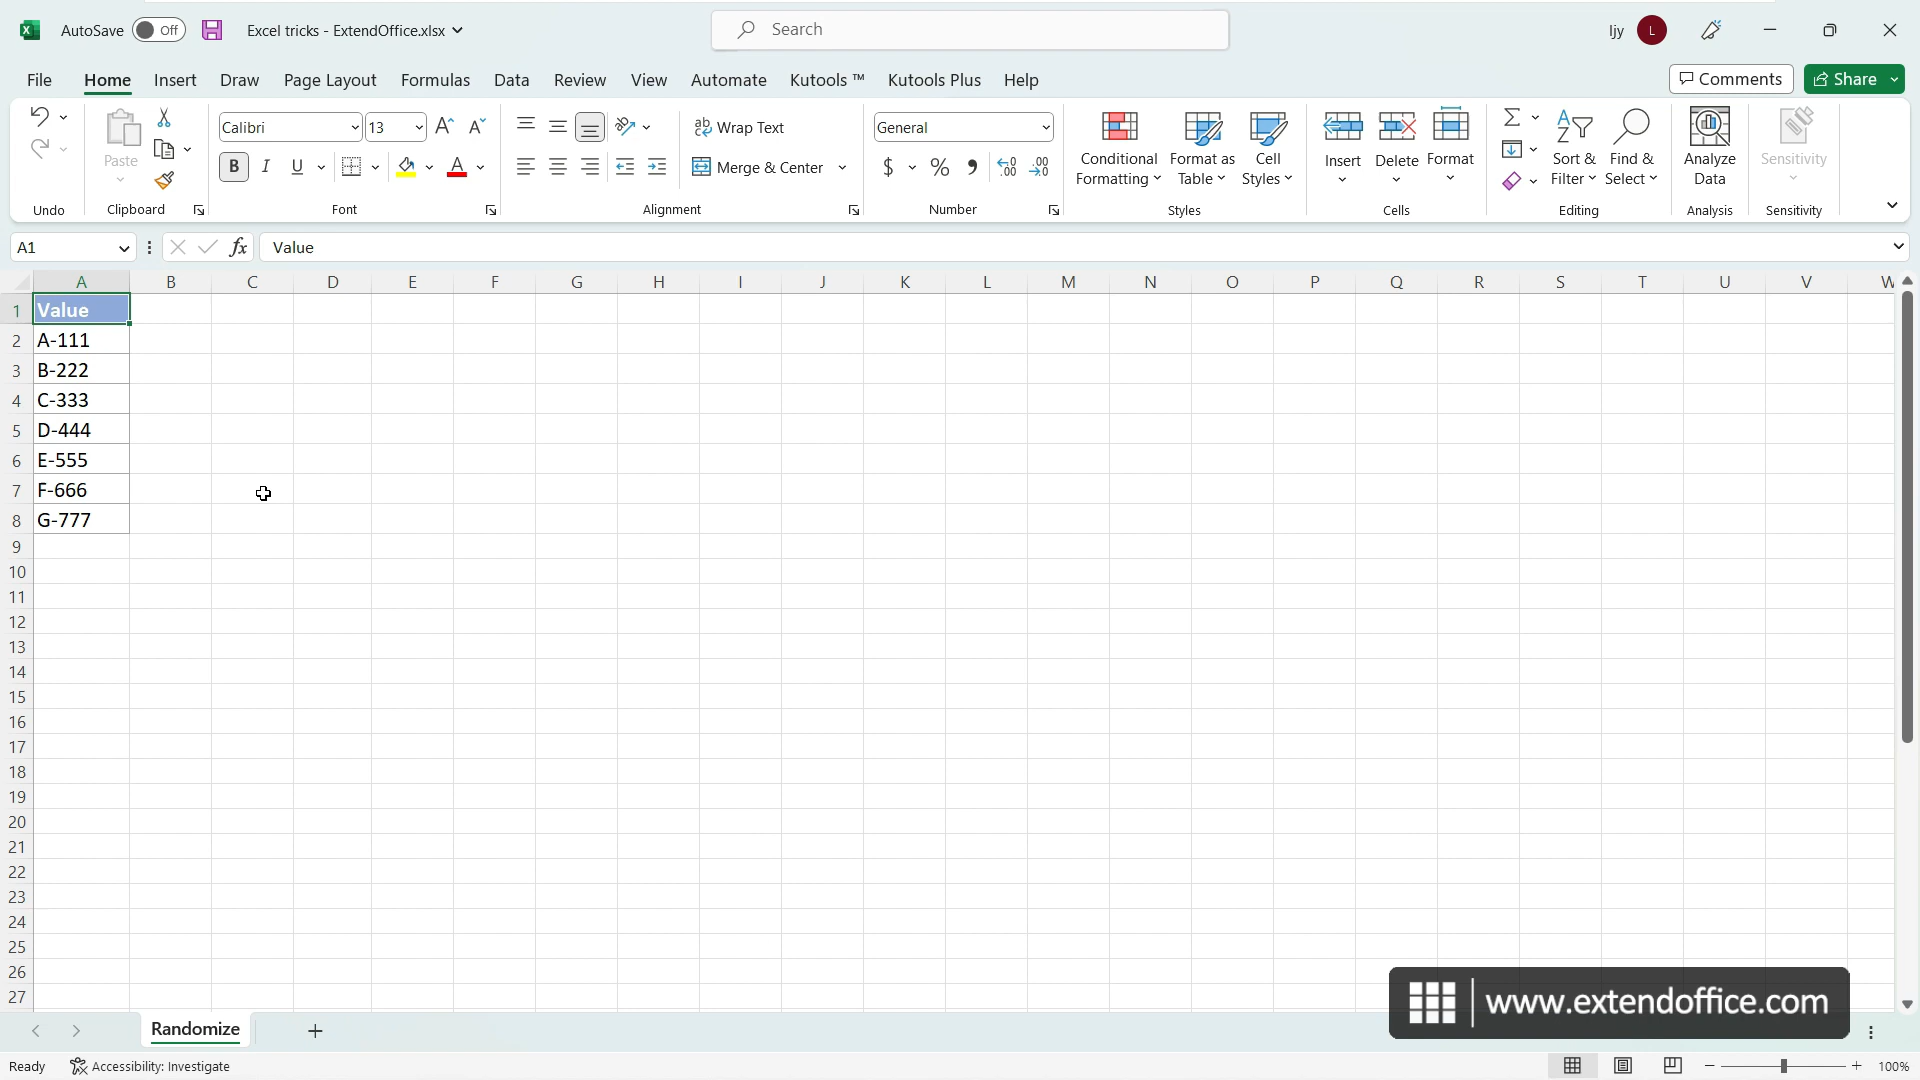 AutoSave Off Excel tricks - ExtendOffice.xlsx Search ljy L
File Home Insert Draw Page Layout Formulas Data Review View Automate Kutools ™ Kutools Plus Help Comments Share
Calibri 13 Wrap Text General
Paste Conditional Formatting Format as Table Cell Styles Insert Delete Format Sort & Filter Find & Select Analyze Data Sensitivity
B I U A Merge & Center $ %
Undo Clipboard Font Alignment Number Styles Cells Editing Analysis Sensitivity
A1 fx Value
A B C D E F G H I J K L M N O P Q R S T U V W
1 Value
2 A-111
3 B-222
4 C-333
5 D-444
6 E-555
7 F-666
8 G-777
9
10
11
12
13
14
15
16
17
18
19
20
21
22
23
24
25
26
27
www.extendoffice.com
Randomize
Ready Accessibility: Investigate 100%